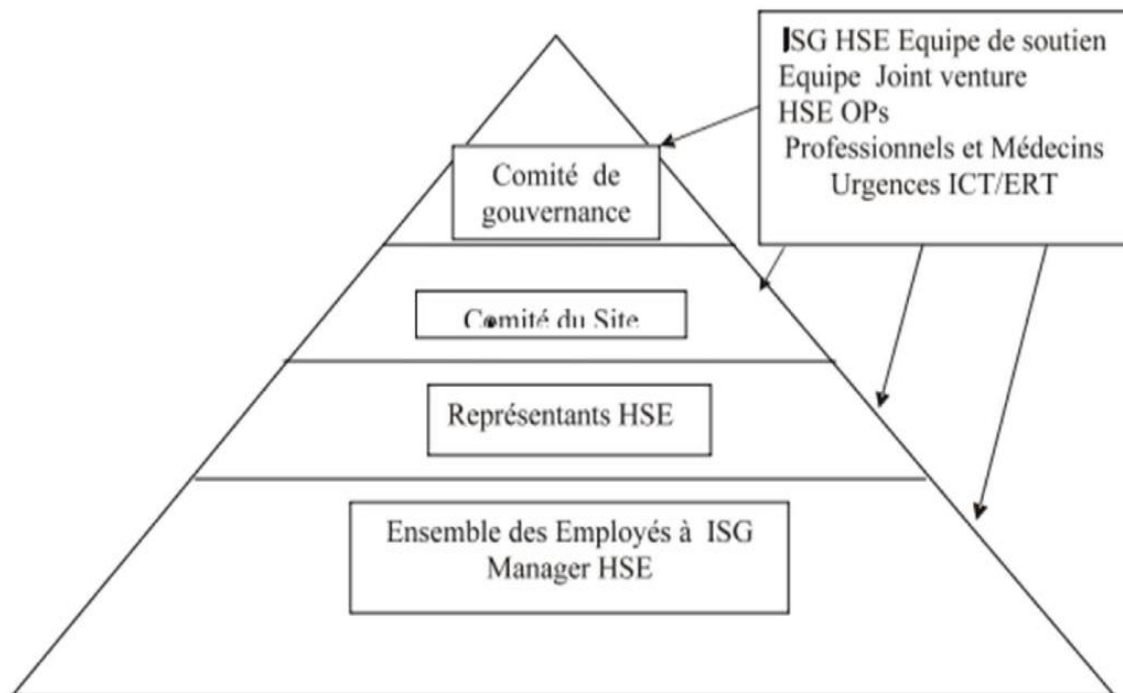 ISG HSE Equipe de soutien
Equipe Joint venture
HSE OPs
Professionnels et Médecins
Urgences ICT/ERT
Comité de
gouvernance
Comité du Site
Représentants HSE
Ensemble des Employés à ISG
Manager HSE